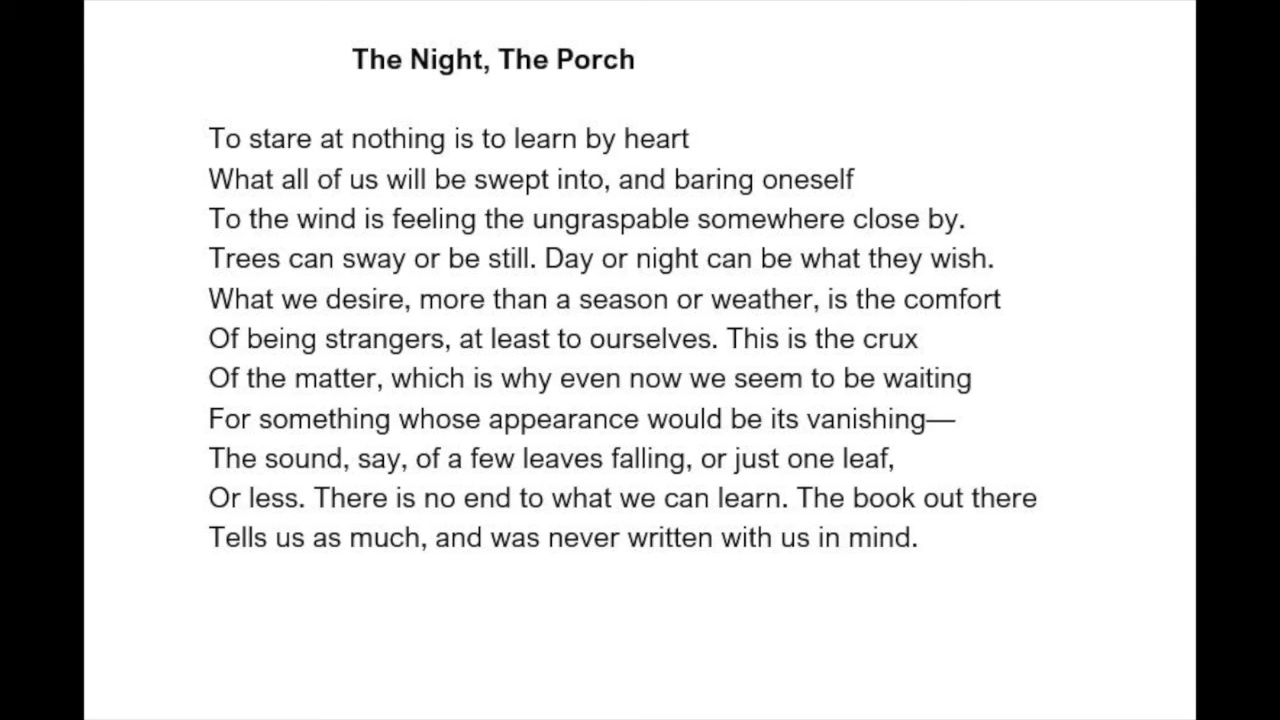 The Night, The Porch
To stare at nothing is to learn by heart
What all of us will be swept into, and baring oneself
To the wind is feeling the ungraspable somewhere close by.
Trees can sway or be still. Day or night can be what they wish.
What we desire, more than a season or weather, is the comfort
Of being strangers, at least to ourselves. This is the crux
Of the matter, which is why even now we seem to be waiting
For something whose appearance would be its vanishing—
The sound, say, of a few leaves falling, or just one leaf,
Or less. There is no end to what we can learn. The book out there
Tells us as much, and was never written with us in mind.